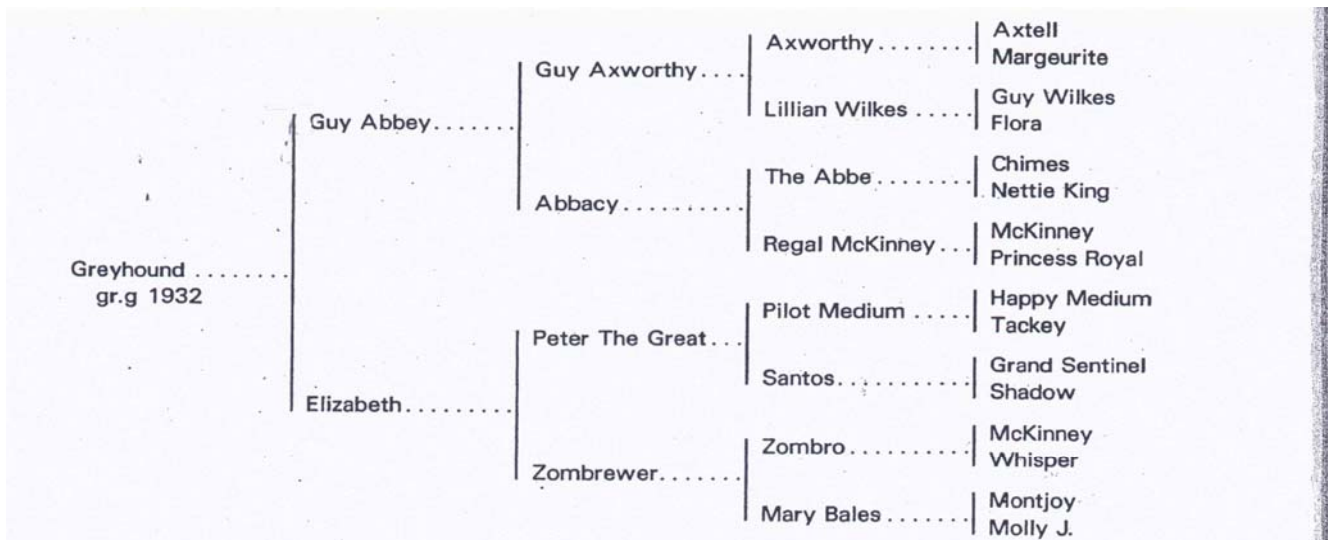 Axworthy........
Axtell
Margeurite
Guy Axworthy....
Lillian Wilkes .....
Guy Wilkes
Flora
Guy Abbey.......
The Abbe........
Chimes
Nettie King
Abbacy.........
Regal McKinney...
McKinney
Princess Royal
Greyhound ........
gr.g 1932
Pilot Medium .....
Happy Medium
Tackey
Peter The Great...
Santos...........
Grand Sentinel
Shadow
Elizabeth.........
Zombro ........
McKinney
Whisper
Zombrewer......
Mary Bales .......
Montjoy
Molly J.